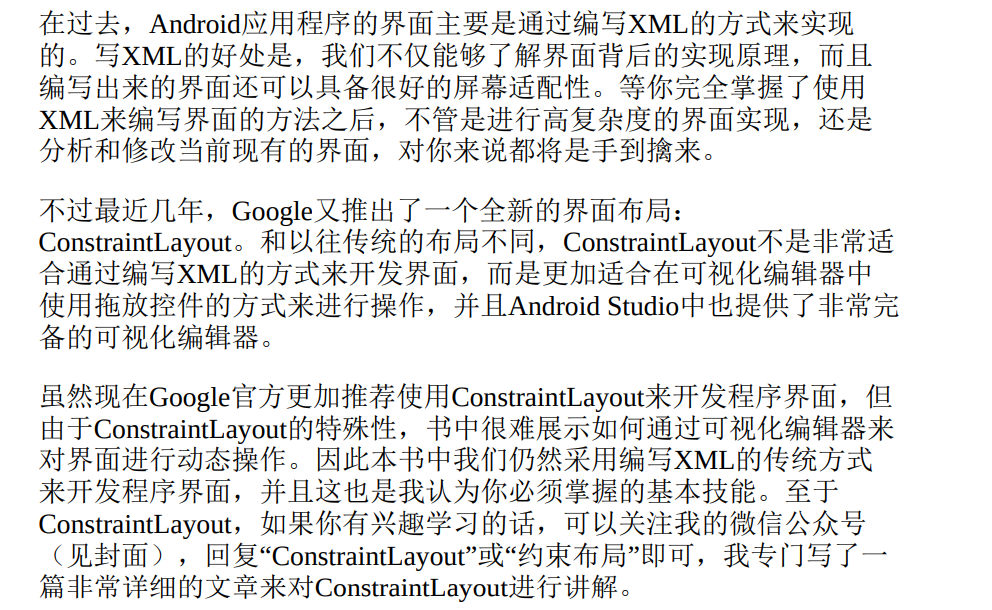 在过去，Android应用程序的界面主要是通过编写XML的方式来实现
的。写XML的好处是，我们不仅能够了解界面背后的实现原理，而且
编写出来的界面还可以具备很好的屏幕适配性。等你完全掌握了使用
XML来编写界面的方法之后，不管是进行高复杂度的界面实现，还是
分析和修改当前现有的界面，对你来说都将是手到擒来。
不过最近几年，Google又推出了一个全新的界面布局：
ConstraintLayout。和以往传统的布局不同，ConstraintLayout不是非常适
合通过编写XML的方式来开发界面，而是更加适合在可视化编辑器中
使用拖放控件的方式来进行操作，并且Android Studio中也提供了非常完
备的可视化编辑器。
虽然现在Google官方更加推荐使用ConstraintLayout来开发程序界面，但
由于ConstraintLayout的特殊性，书中很难展示如何通过可视化编辑器来
对界面进行动态操作。因此本书中我们仍然采用编写XML的传统方式
来开发程序界面，并且这也是我认为你必须掌握的基本技能。至于
ConstraintLayout，如果你有兴趣学习的话，可以关注我的微信公众号
（见封面），回复“ConstraintLayout”或“约束布局”即可，我专门写了一
篇非常详细的文章来对ConstraintLayout进行讲解。